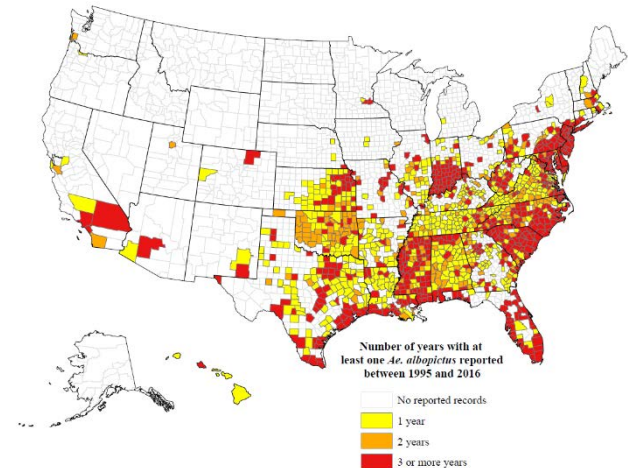 Number of years with at
least one Ae. albopictus reported
between 1995 and 2016
No reported records
1 year
2 years
3 or more years